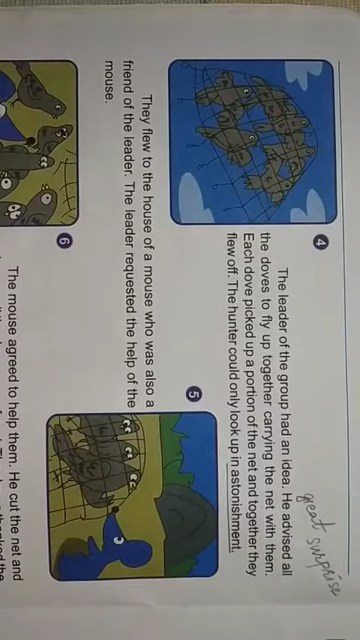 great surprise
4
The leader of the group had an idea. He advised all
the doves to fly up together carrying the net with them.
Each dove picked up a portion of the net and together they
flew off. The hunter could only look up in astonishment.
5
They flew to the house of a mouse who was also a
friend of the leader. The leader requested the help of the
mouse.
6
The mouse agreed to help them. He cut the net and